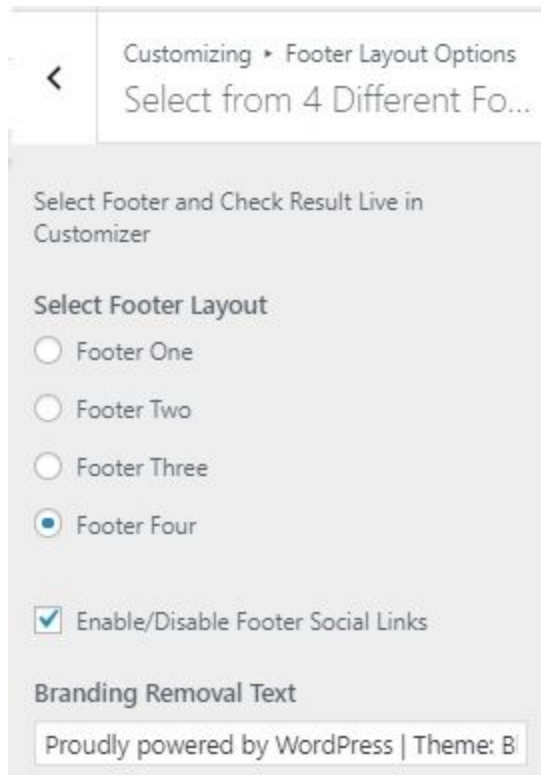 Customizing ▸ Footer Layout Options
Select from 4 Different Fo...
Select Footer and Check Result Live in
Customizer
Select Footer Layout
Footer One
Footer Two
Footer Three
Footer Four
Enable/Disable Footer Social Links
Branding Removal Text
Proudly powered by WordPress | Theme: B